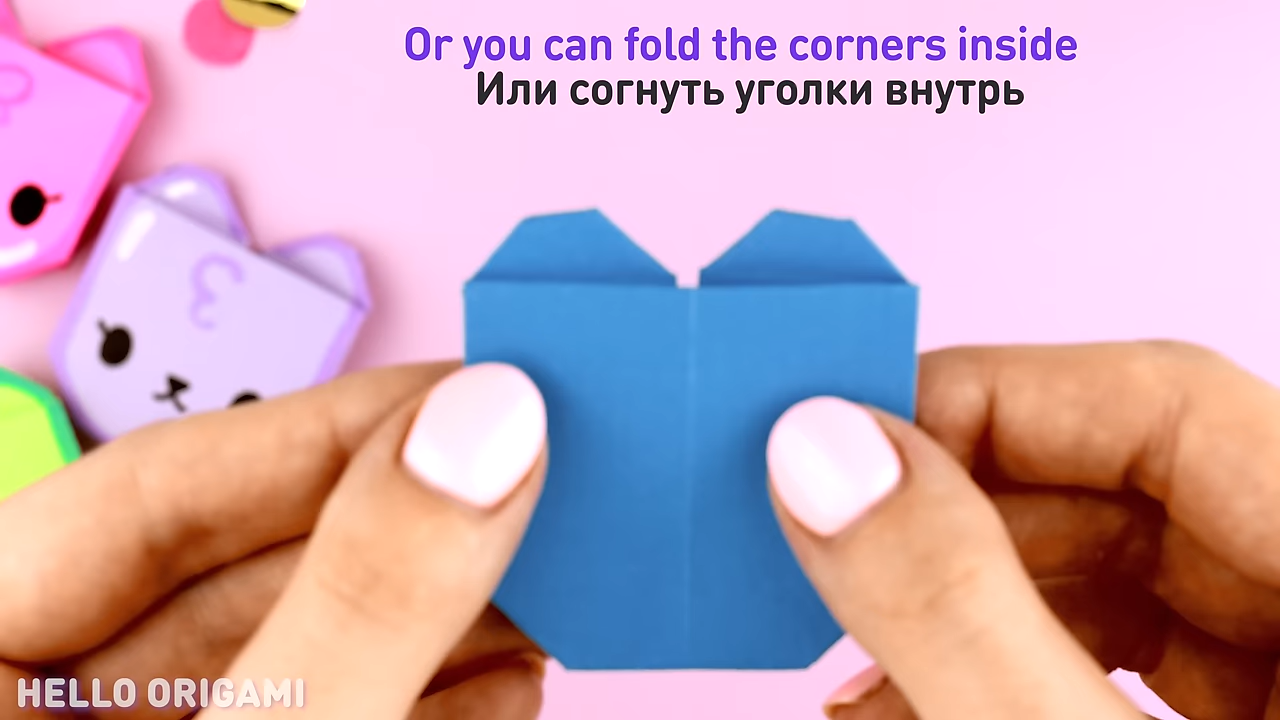 Or you can fold the corners inside
Или согнуть уголки внутрь
HELLO ORIGAMI